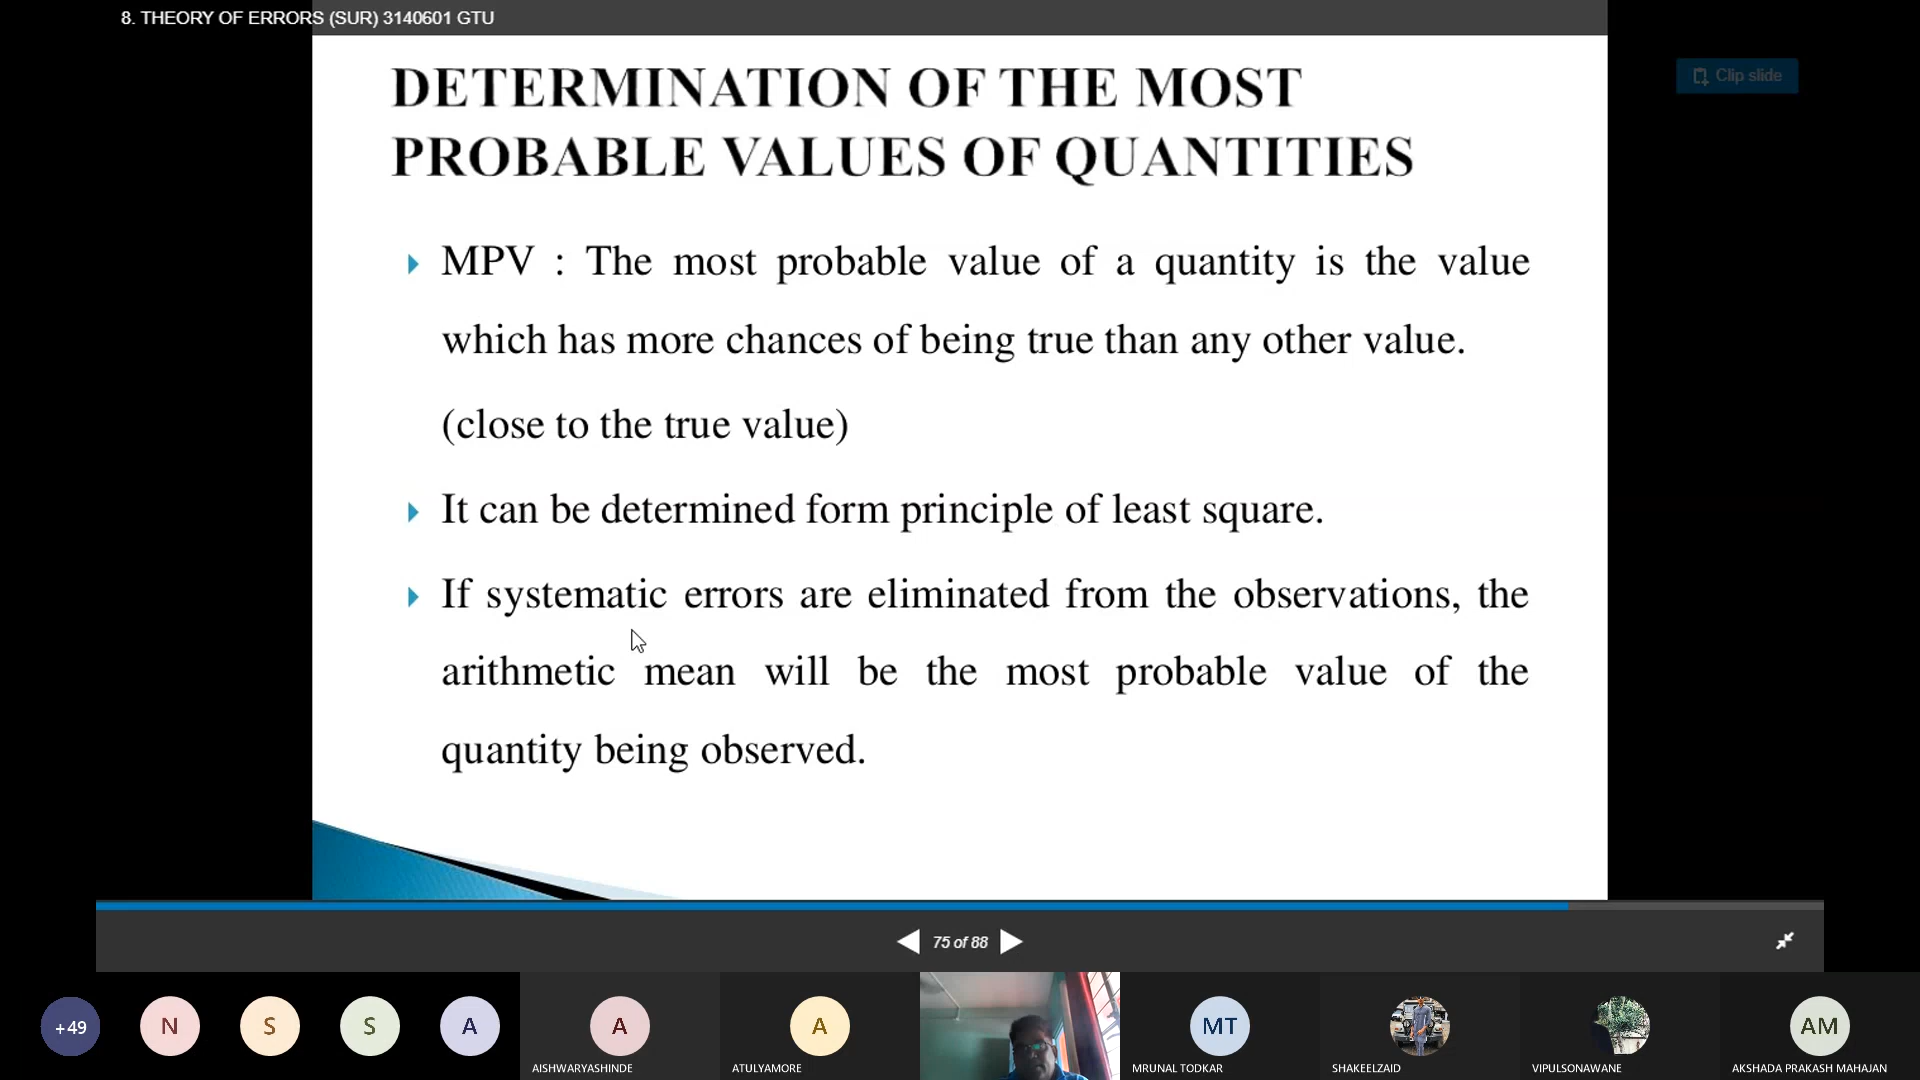 8. THEORY OF ERRORS (SUR) 3140601 GTU
Clip slide
DETERMINATION OF THE MOST
PROBABLE VALUES OF QUANTITIES
MPV : The most probable value of a quantity is the value
which has more chances of being true than any other value.
(close to the true value)
It can be determined form principle of least square.
If systematic errors are eliminated from the observations, the
arithmetic mean will be the most probable value of the
quantity being observed.
75 of 88
+49
N
S
S
A
A
A
MT
AM
AISHWARYASHINDE
ATULYAMORE
MRUNAL TODKAR
SHAKEELZAID
VIPULSONAWANE
AKSHADA PRAKASH MAHAJAN